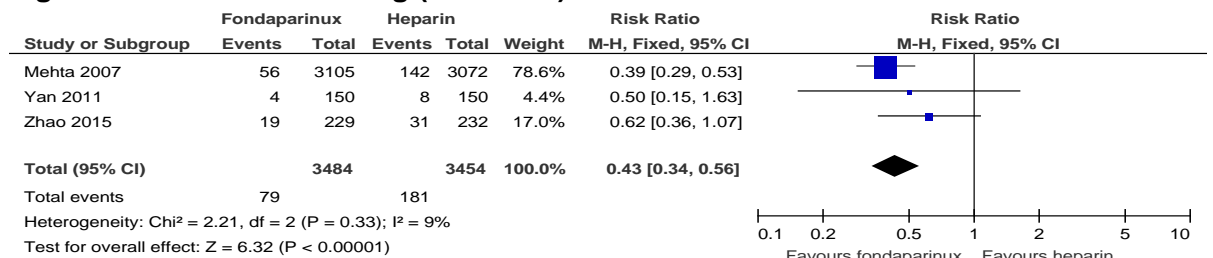 Fondaparinux Heparin Risk Ratio Risk Ratio
Study or Subgroup Events Total Events Total Weight M-H, Fixed, 95% CI M-H, Fixed, 95% CI
Mehta 2007 56 3105 142 3072 78.6% 0.39 [0.29, 0.53]
Yan 2011 4 150 8 150 4.4% 0.50 [0.15, 1.63]
Zhao 2015 19 229 31 232 17.0% 0.62 [0.36, 1.07]
Total (95% CI) 3484 3454 100.0% 0.43 [0.34, 0.56]
Total events 79 181
Heterogeneity: Chi² = 2.21, df = 2 (P = 0.33); I² = 9%
Test for overall effect: Z = 6.32 (P < 0.00001)
0.1 0.2 0.5 1 2 5 10
Favours fondaparinux Favours heparin